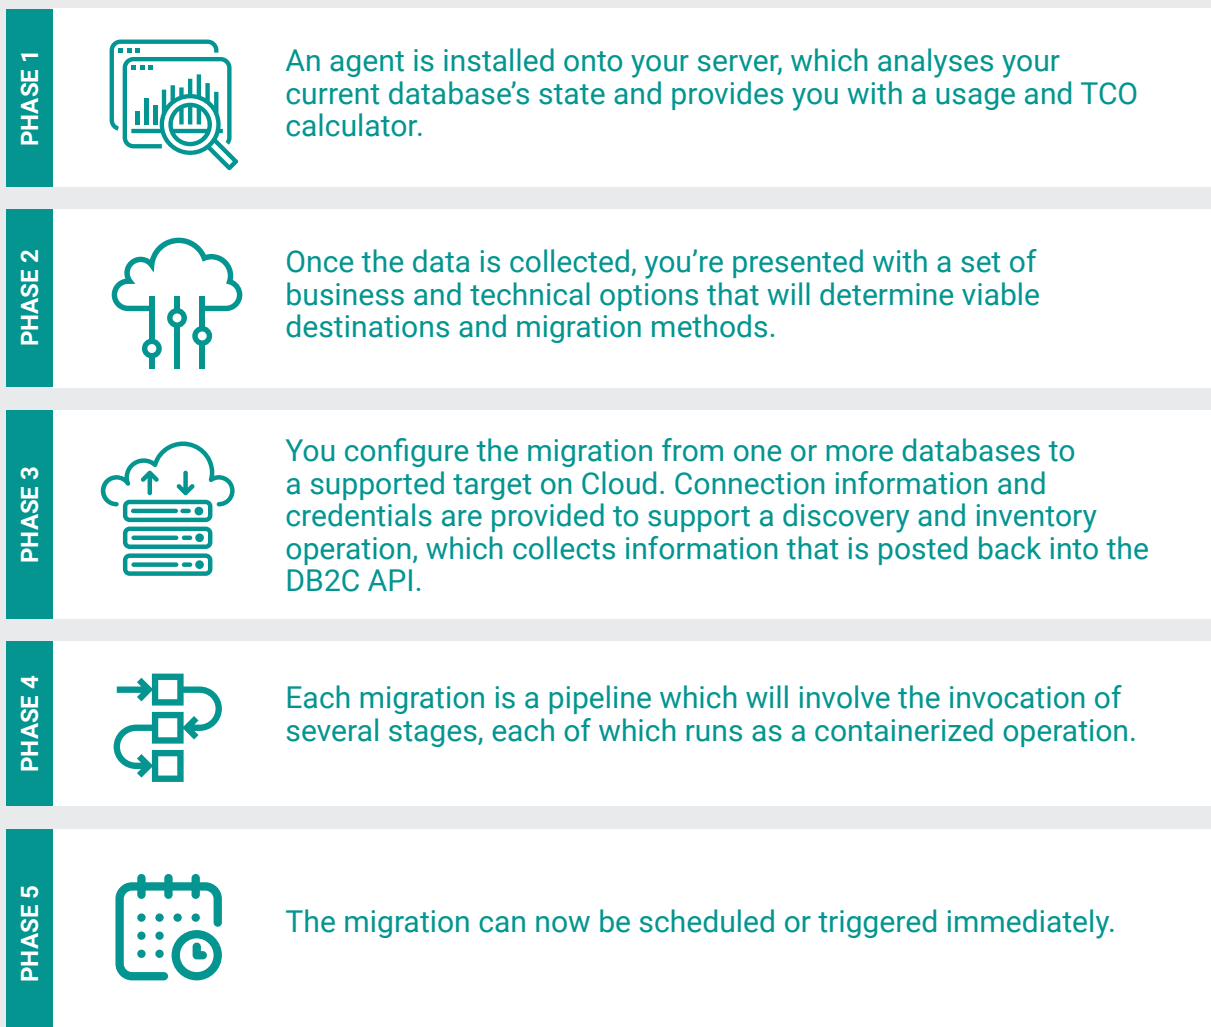 PHASE 1
An agent is installed onto your server, which analyses your
current database's state and provides you with a usage and TCO
calculator.
PHASE 2
Once the data is collected, you're presented with a set of
business and technical options that will determine viable
destinations and migration methods.
PHASE 3
You configure the migration from one or more databases to
a supported target on Cloud. Connection information and
credentials are provided to support a discovery and inventory
operation, which collects information that is posted back into the
DB2C API.
PHASE 4
Each migration is a pipeline which will involve the invocation of
several stages, each of which runs as a containerized operation.
PHASE 5
The migration can now be scheduled or triggered immediately.